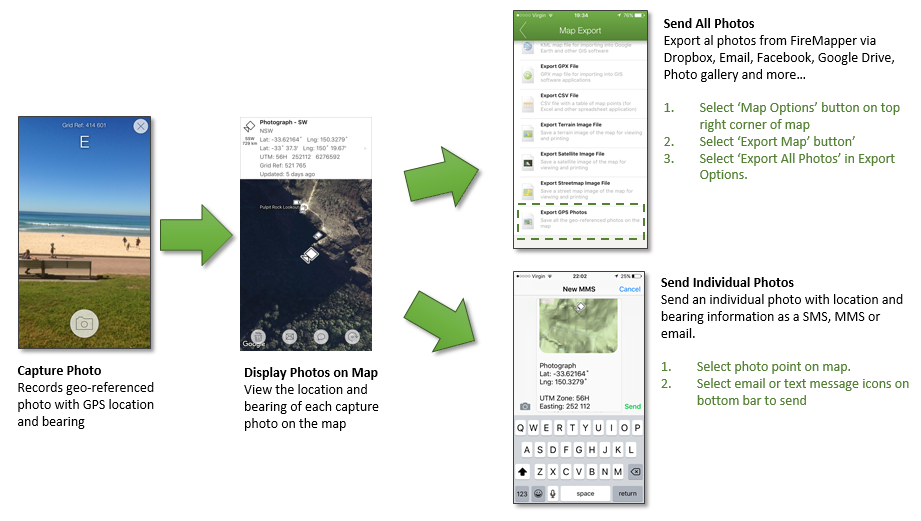 Grid Ref: 414 601
E
Capture Photo
Records geo-referenced
photo with GPS location
and bearing
Photograph - SW
NSW
SSW
729 km
Lat: -33.62164° Lng: 150.3279°
Lat: -33° 37.3' Lng: 150° 19.67'
UTM: 56H 252112 6276592
Grid Ref: 521 765
Updated: 5 days ago
Pulpit Rock Lookout
Google
Display Photos on Map
View the location and
bearing of each capture
photo on the map
Virgin 19:34 76%
Map Export
KML map file for importing into Google
Earth and other GIS software
Export GPX File
GPX map file for importing into GIS
software applications
Export CSV File
CSV file with a table of map points (for
Excel and other spreadsheet application)
Export Terrain Image File
Save a terrain image of the map for viewing
and printing
Export Satellite Image File
Save a satellite image of the map for
viewing and printing
Export Streetmap Image File
Save a street map image of the map for
viewing and printing
Export GPS Photos
Save all the geo-referenced photos on the
map
Send All Photos
Export al photos from FireMapper via
Dropbox, Email, Facebook, Google Drive,
Photo gallery and more…
1. Select ‘Map Options’ button on top
right corner of map
2. Select ‘Export Map’ button’
3. Select ‘Export All Photos’ in Export
Options.
Virgin 22:02 25%
New MMS Cancel
Photograph
Lat: -33.62164°
Lng: 150.3279°
UTM Zone: 56H
Easting: 252 112 Send
Q W E R T Y U I O P
A S D F G H J K L
Z X C V B N M
123 space return
Send Individual Photos
Send an individual photo with location and
bearing information as a SMS, MMS or
email.
1. Select photo point on map.
2. Select email or text message icons on
bottom bar to send